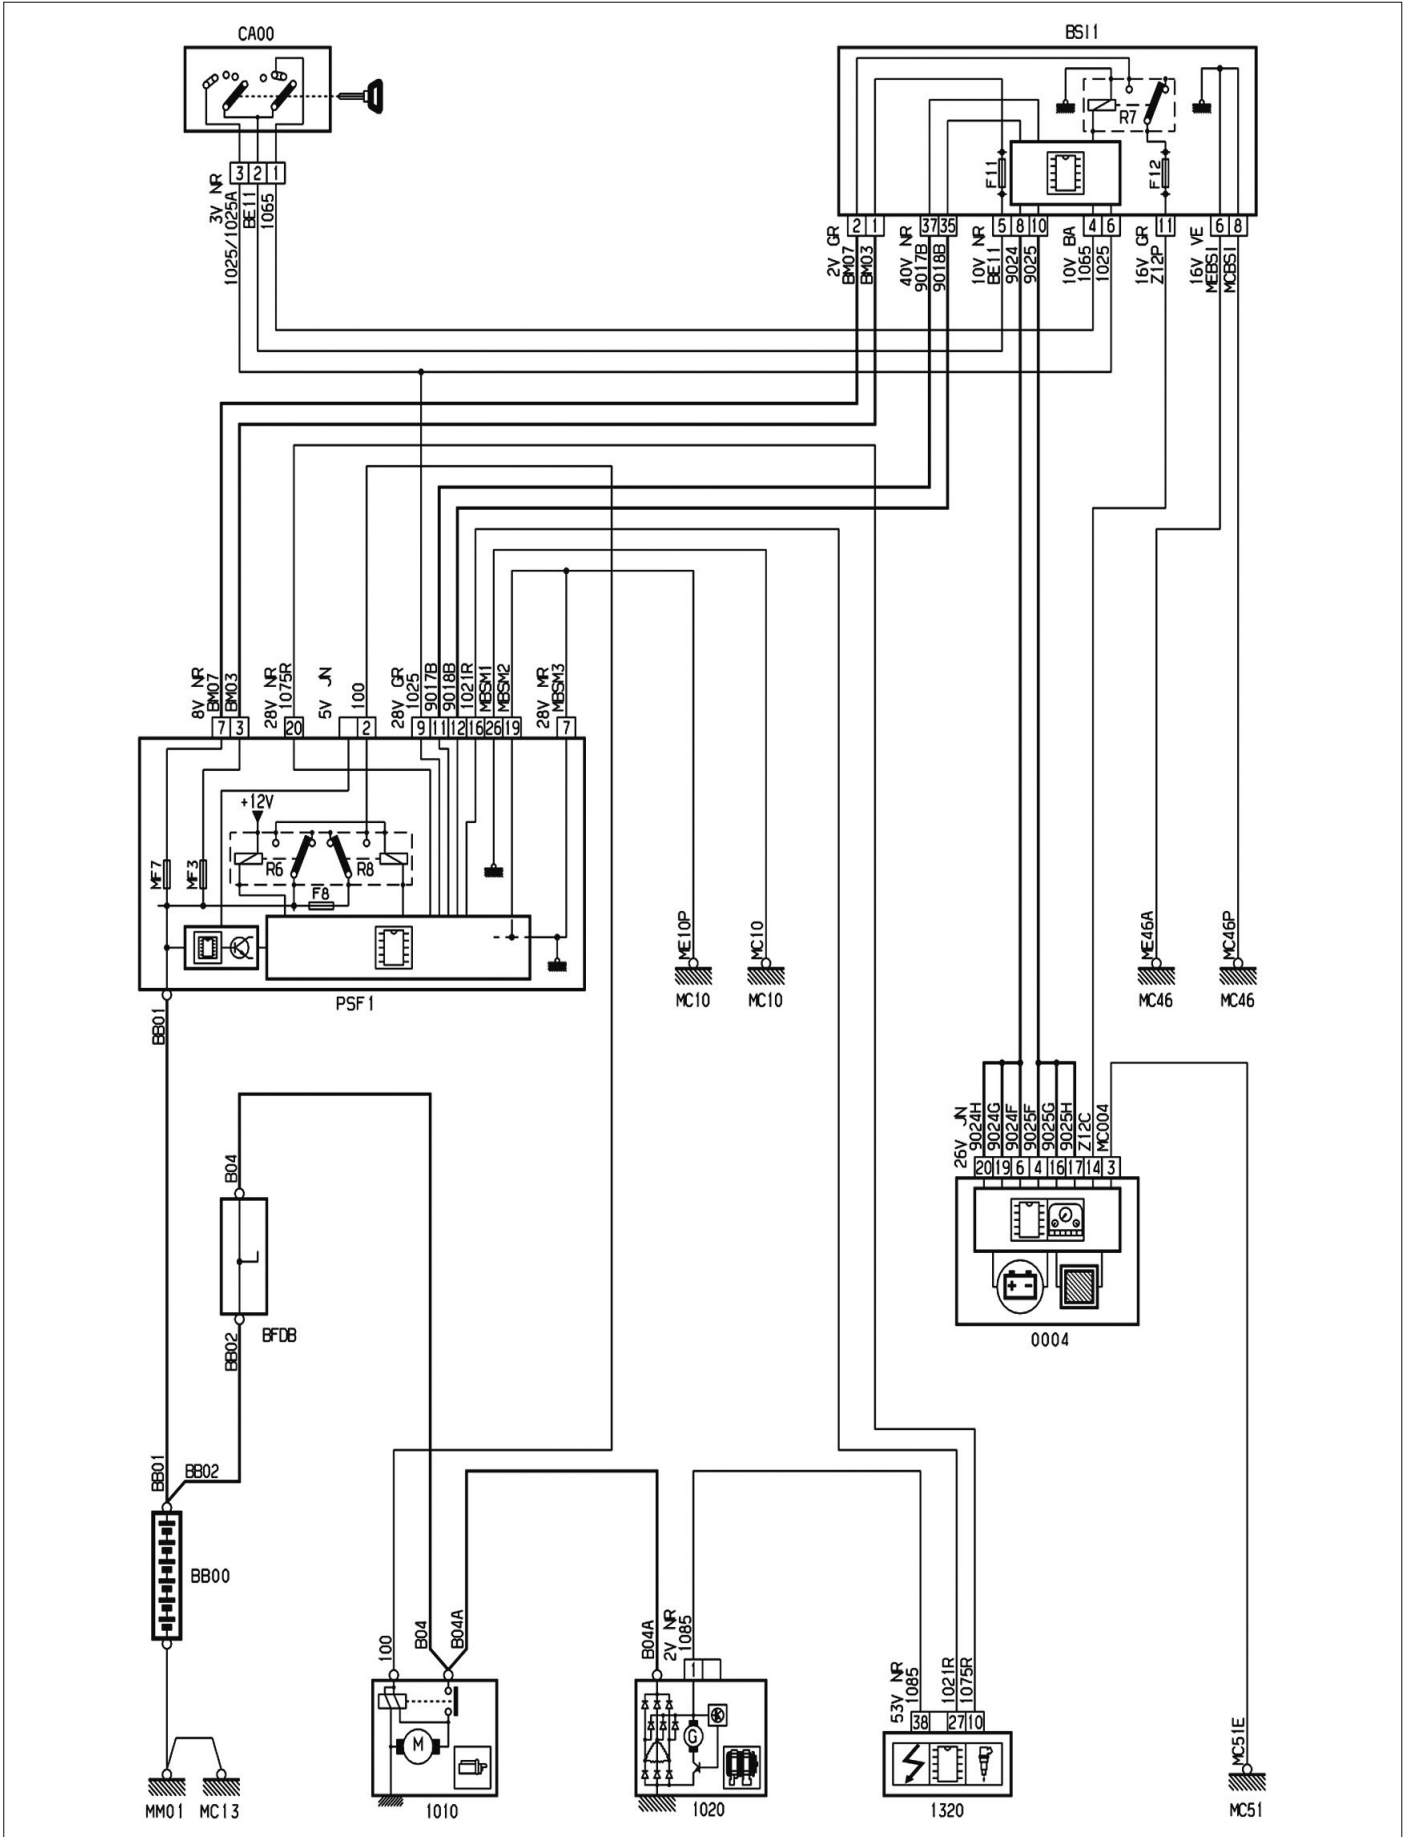 CA00
BSI1
R7
F11
F12
3 2 1
3V NR
1025/1025A
BE11
1065
2 1
37 35
5 8 10
4 6
11
6 8
2V GR
BM07
BM03
40V NR
9017B
9018B
10V NR
BE11
9024
9025
10V BA
1065
1025
16V GR
Z12P
16V VE
MEBSI
MCBSI
8V NR
BM07
BM03
28V NR
1075R
5V JN
100
28V GR
1025
9017B
9018B
1021R
MBSM1
MBSM2
28V MR
MBSM3
7 3
20
2
9 11 12 16 26 19
7
+12V
MF7
MF3
R6
R8
F8
PSF1
BB01
ME10P
MC10
MC10
MC10
ME46A
MC46P
MC46
MC46
26V JN
9024H
9024G
9024F
9025F
9025G
9025H
Z12C
MC004
20 19 6 4 16 17 14 3
+ -
0004
B04
BFDB
BB02
BB01
BB02
BB00
MM01
MC13
100
B04
B04A
M
1010
B04A
2V NR
1085
1
G
1020
53V NR
1085
1021R
1075R
38
27 10
1320
MC51E
MC51